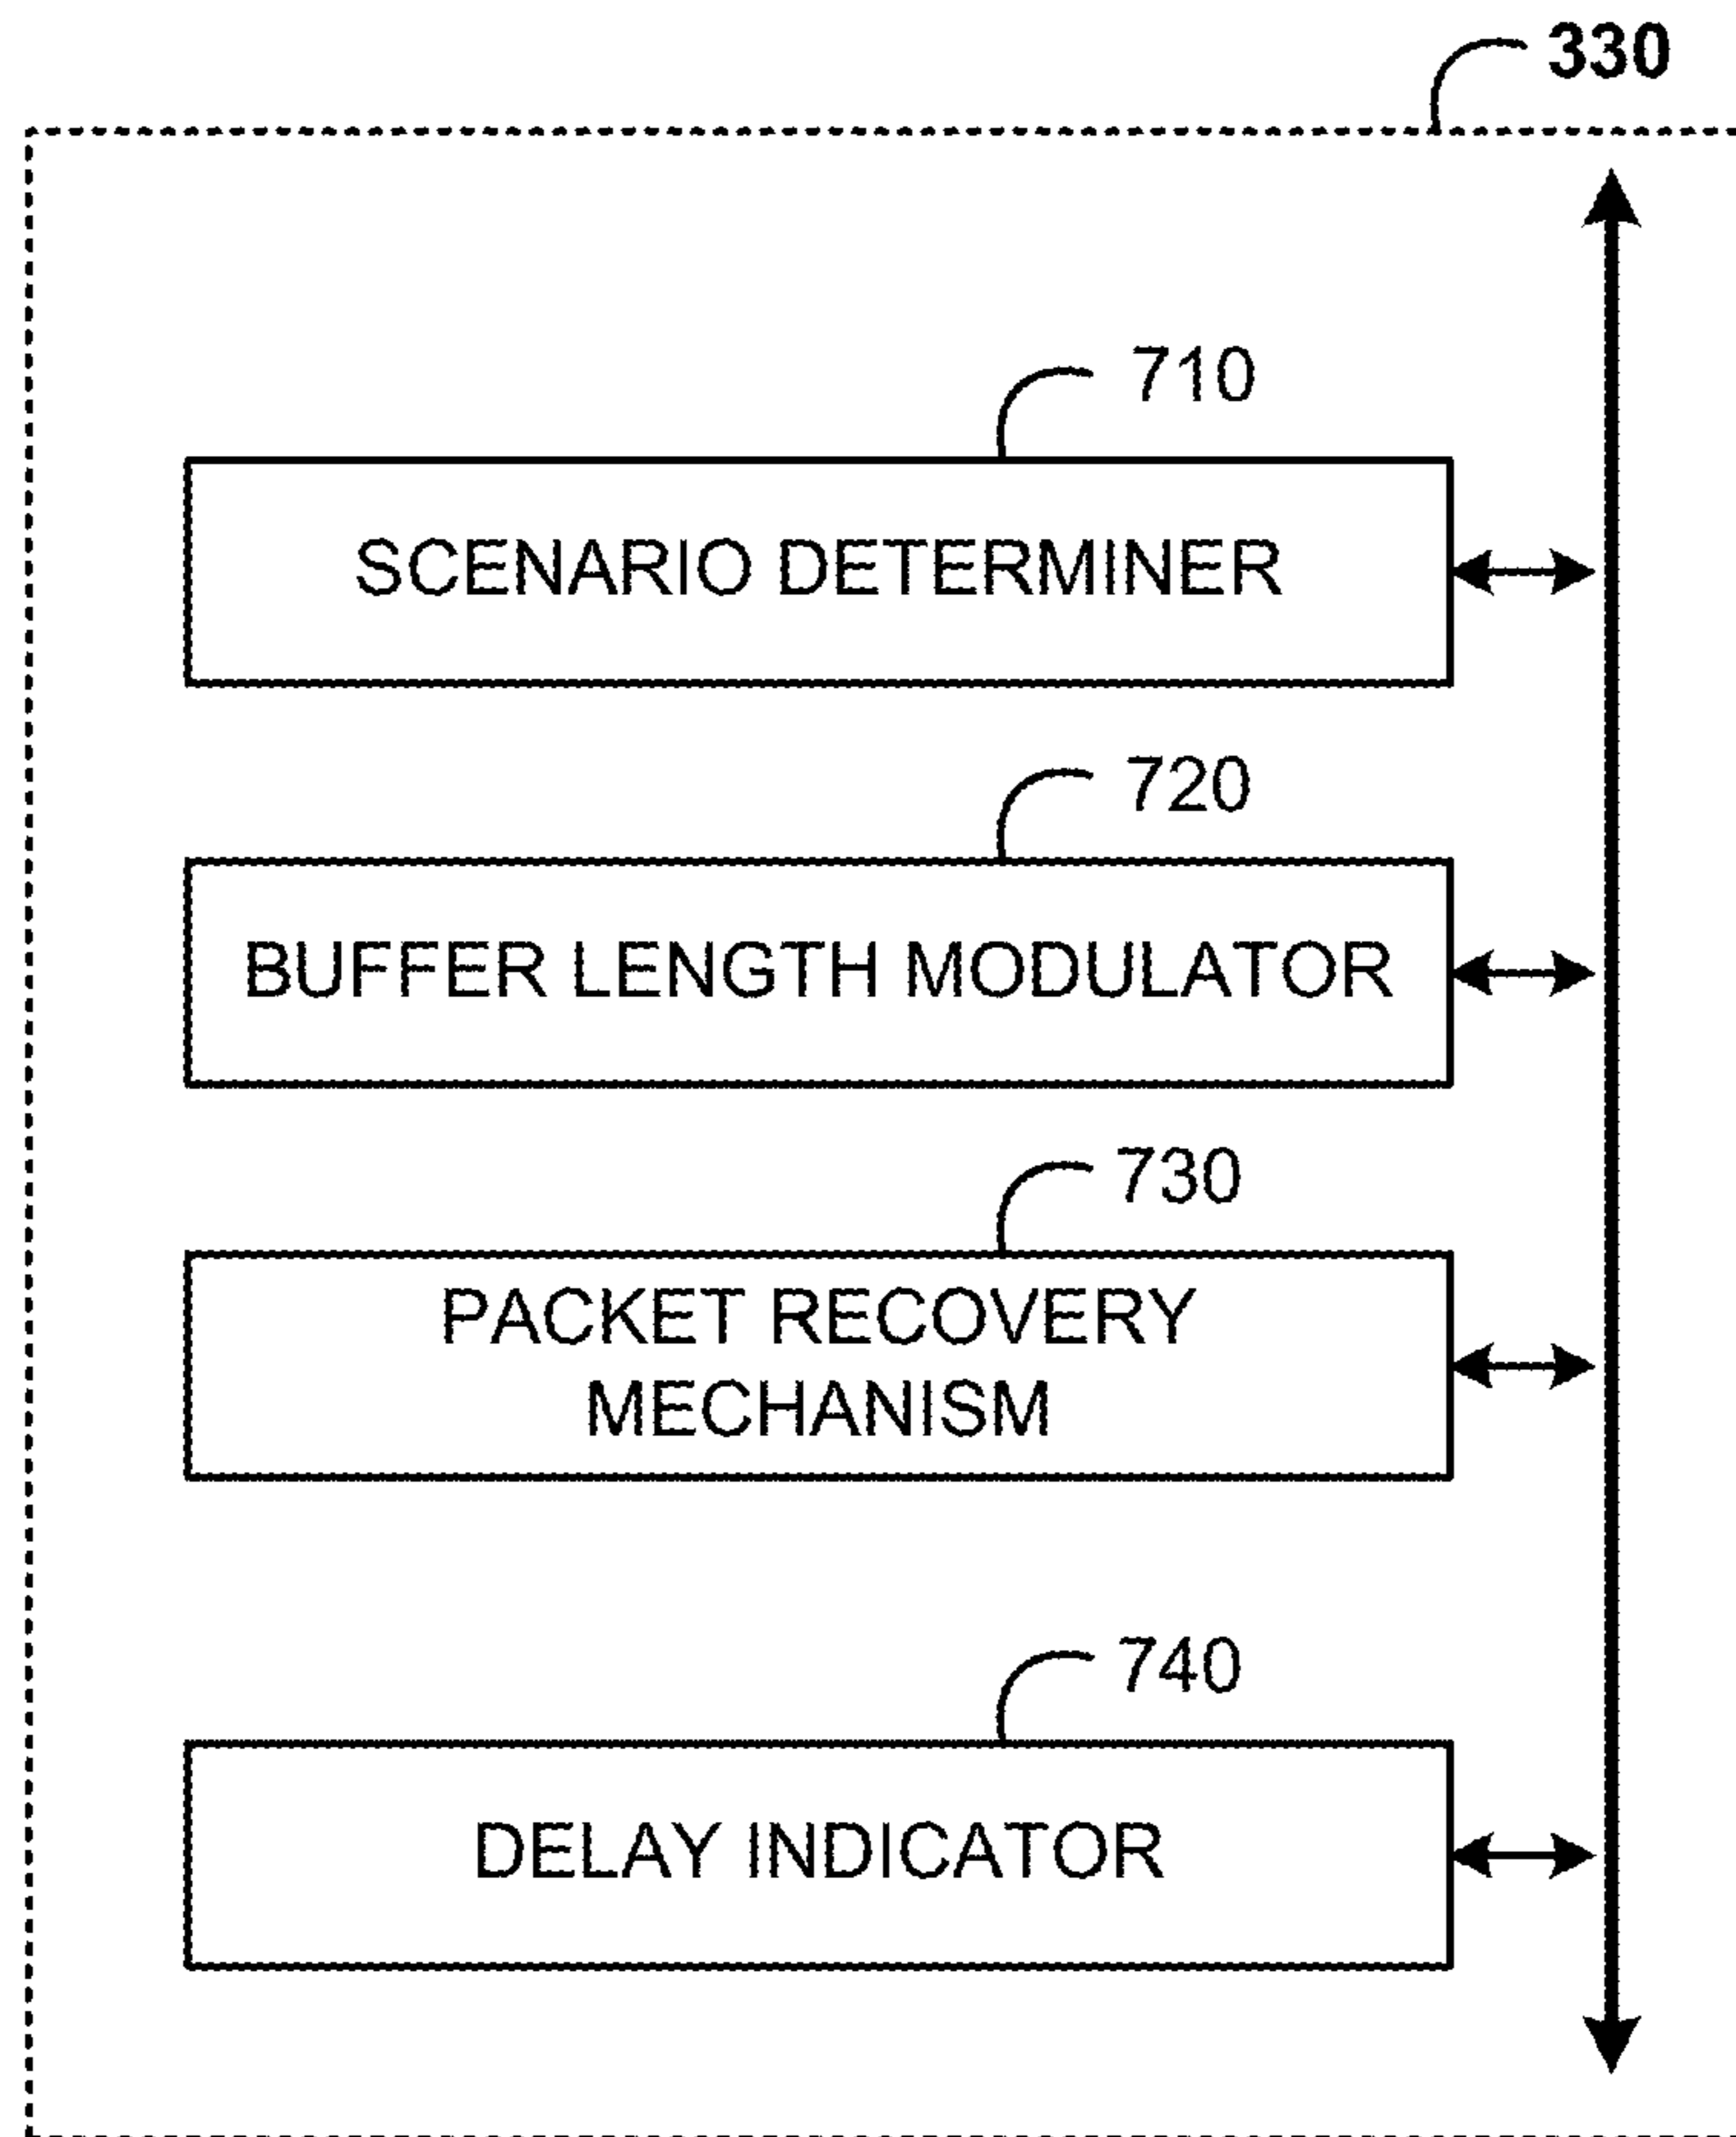 330
710
SCENARIO DETERMINER
720
BUFFER LENGTH MODULATOR
730
PACKET RECOVERY
MECHANISM
740
DELAY INDICATOR